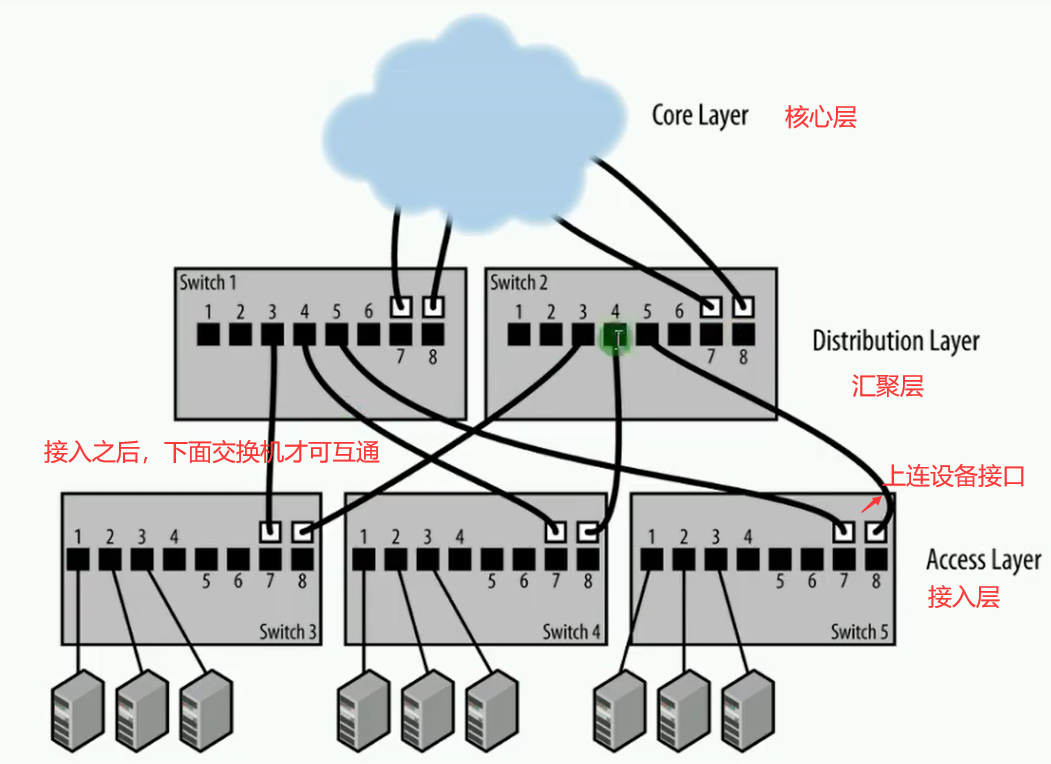 Core Layer 核心层
Switch 1
1 2 3 4 5 6
7 8
Switch 2
1 2 3 4 5 6
7 8
Distribution Layer
汇聚层
接入之后，下面交换机才可互通
上连设备接口
1 2 3 4
5 6 7 8
Switch 3
1 2 3 4
5 6 7 8
Switch 4
1 2 3 4
5 6 7 8
Switch 5
Access Layer
接入层